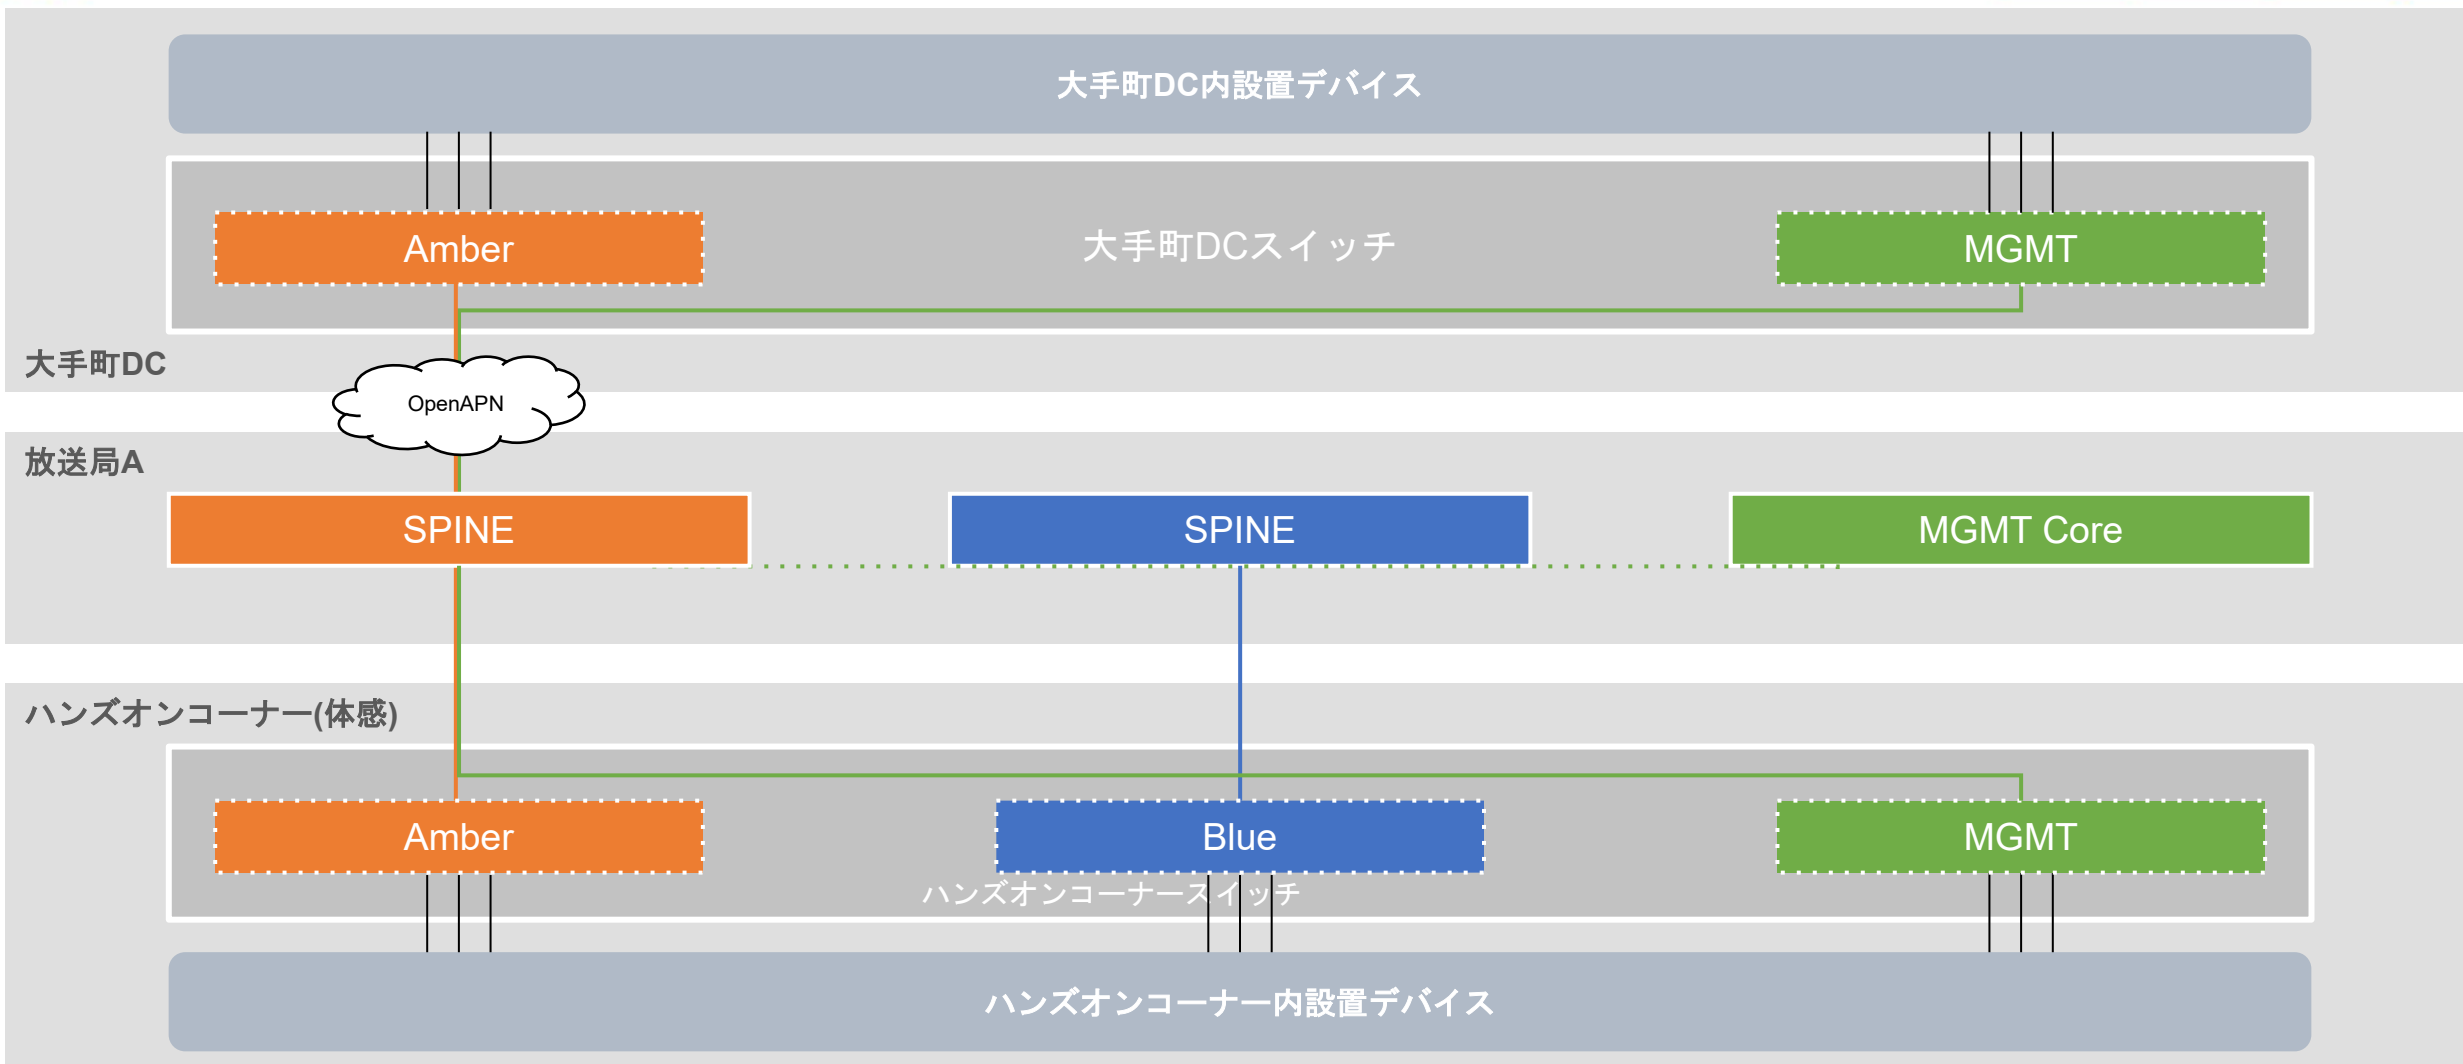 大手町DC内設置デバイス
Amber
大手町DCスイッチ
MGMT
大手町DC
OpenAPN
放送局A
SPINE
SPINE
MGMT Core
ハンズオンコーナー(体感)
Amber
Blue
MGMT
ハンズオンコーナースイッチ
ハンズオンコーナー内設置デバイス